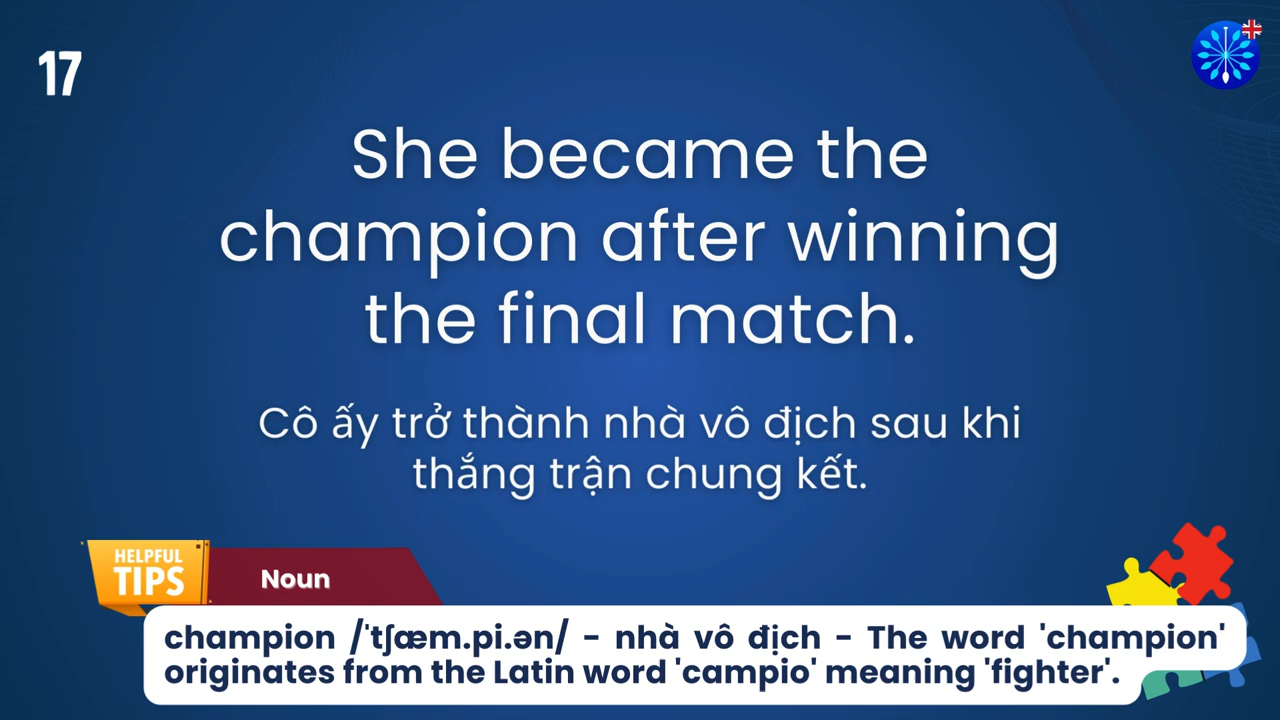 17
She became the
champion after winning
the final match.
Cô ấy trở thành nhà vô địch sau khi
thắng trận chung kết.
HELPFUL
TIPS
Noun
champion /ˈtʃæm.pi.ən/ - nhà vô địch - The word 'champion'
originates from the Latin word 'campio' meaning 'fighter'.